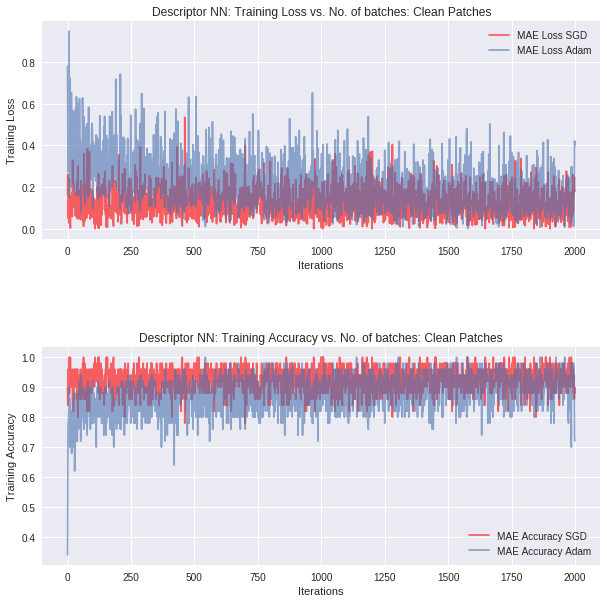 Descriptor NN: Training Loss vs. No. of batches: Clean Patches
MAE Loss SGD
MAE Loss Adam
Training Loss
0.8
0.6
0.4
0.2
0.0
0 250 500 750 1000 1250 1500 1750 2000
Iterations
Descriptor NN: Training Accuracy vs. No. of batches: Clean Patches
Training Accuracy
1.0
0.9
0.8
0.7
0.6
0.5
0.4
MAE Accuracy SGD
MAE Accuracy Adam
0 250 500 750 1000 1250 1500 1750 2000
Iterations